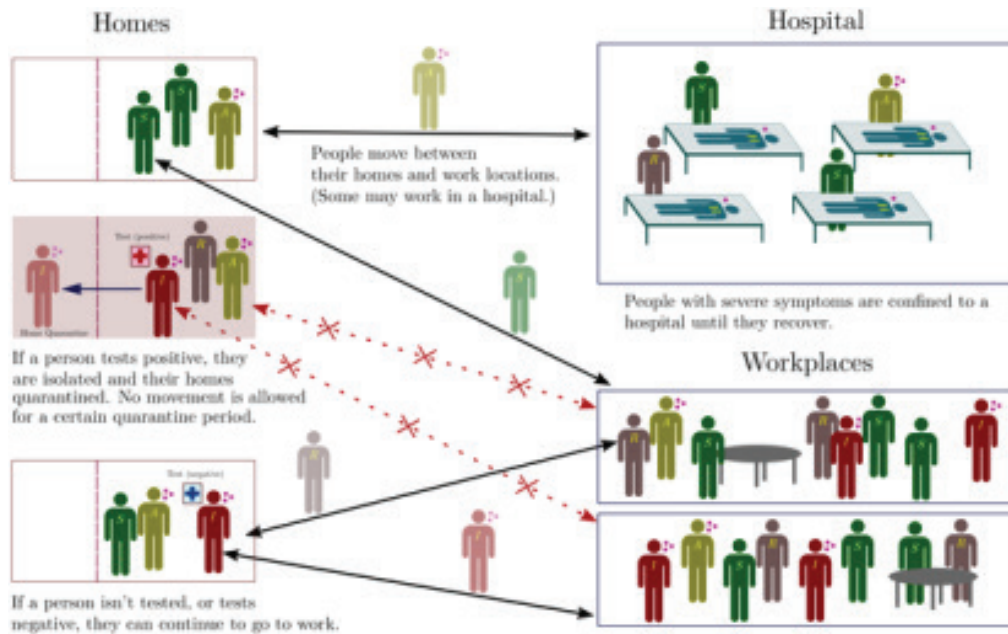 Homes
Hospital
S
S
A
A
S
A
R
S
People move between
their homes and work locations.
(Some may work in a hospital.)
Test (positive)
I
I
R
A
Home Quarantine
S
People with severe symptoms are confined to a
hospital until they recover.
If a person tests positive, they
are isolated and their homes
quarantined. No movement is allowed
for a certain quarantine period.
Workplaces
R
A
S
R
I
S
S
I
R
Test (negative)
S
A
I
I
I
A
S
R
I
S
S
R
If a person isn't tested, or tests
negative, they can continue to go to work.